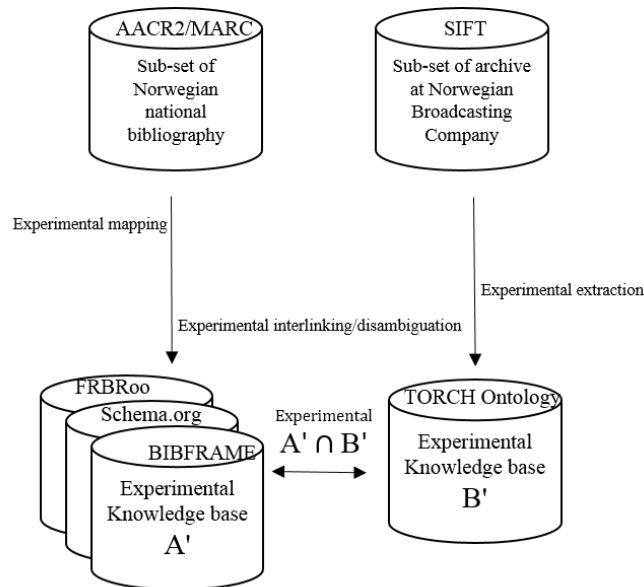 AACR2/MARC
Sub-set of
Norwegian
national
bibliography
SIFT
Sub-set of archive
at Norwegian
Broadcasting
Company
Experimental mapping
Experimental extraction
Experimental interlinking/disambiguation
FRBRoo
Schema.org
BIBFRAME
Experimental
Knowledge base
A'
Experimental
A' ∩ B'
TORCH Ontology
Experimental
Knowledge base
B'